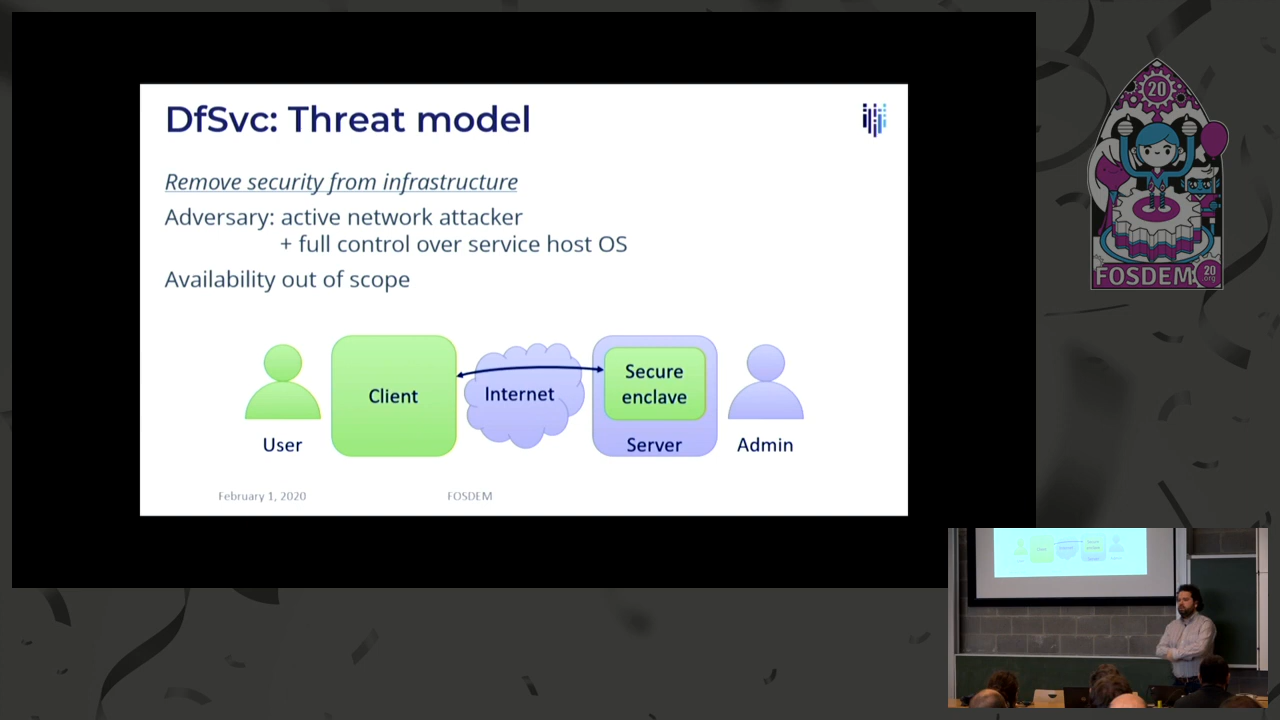 DfSvc: Threat model
Remove security from infrastructure
Adversary: active network attacker
+ full control over service host OS
Availability out of scope
Client
Internet
Secure
enclave
User
Server
Admin
February 1, 2020
FOSDEM
20
FOSDEM
20
.org